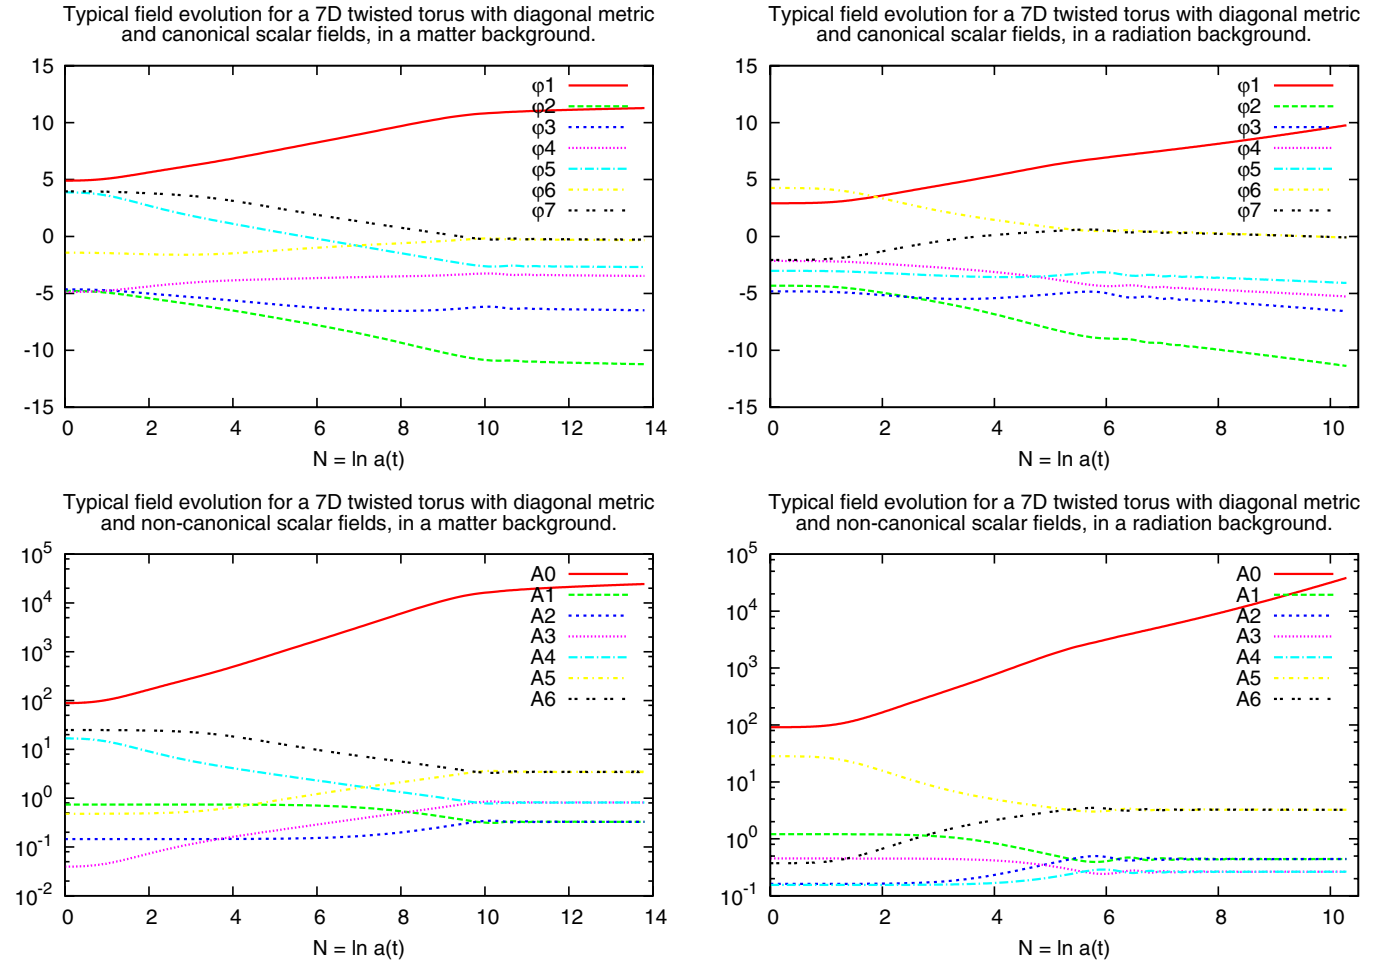 Typical field evolution for a 7D twisted torus with diagonal metric
and canonical scalar fields, in a matter background.
15
10
5
0
-5
-10
-15
φ1
φ2
φ3
φ4
φ5
φ6
φ7
0 2 4 6 8 10 12 14
N = ln a(t)
Typical field evolution for a 7D twisted torus with diagonal metric
and canonical scalar fields, in a radiation background.
15
10
5
0
-5
-10
-15
φ1
φ2
φ3
φ4
φ5
φ6
φ7
0 2 4 6 8 10
N = ln a(t)
Typical field evolution for a 7D twisted torus with diagonal metric
and non-canonical scalar fields, in a matter background.
10^5
10^4
10^3
10^2
10^1
10^0
10^-1
10^-2
A0
A1
A2
A3
A4
A5
A6
0 2 4 6 8 10 12 14
N = ln a(t)
Typical field evolution for a 7D twisted torus with diagonal metric
and non-canonical scalar fields, in a radiation background.
10^5
10^4
10^3
10^2
10^1
10^0
10^-1
A0
A1
A2
A3
A4
A5
A6
0 2 4 6 8 10
N = ln a(t)